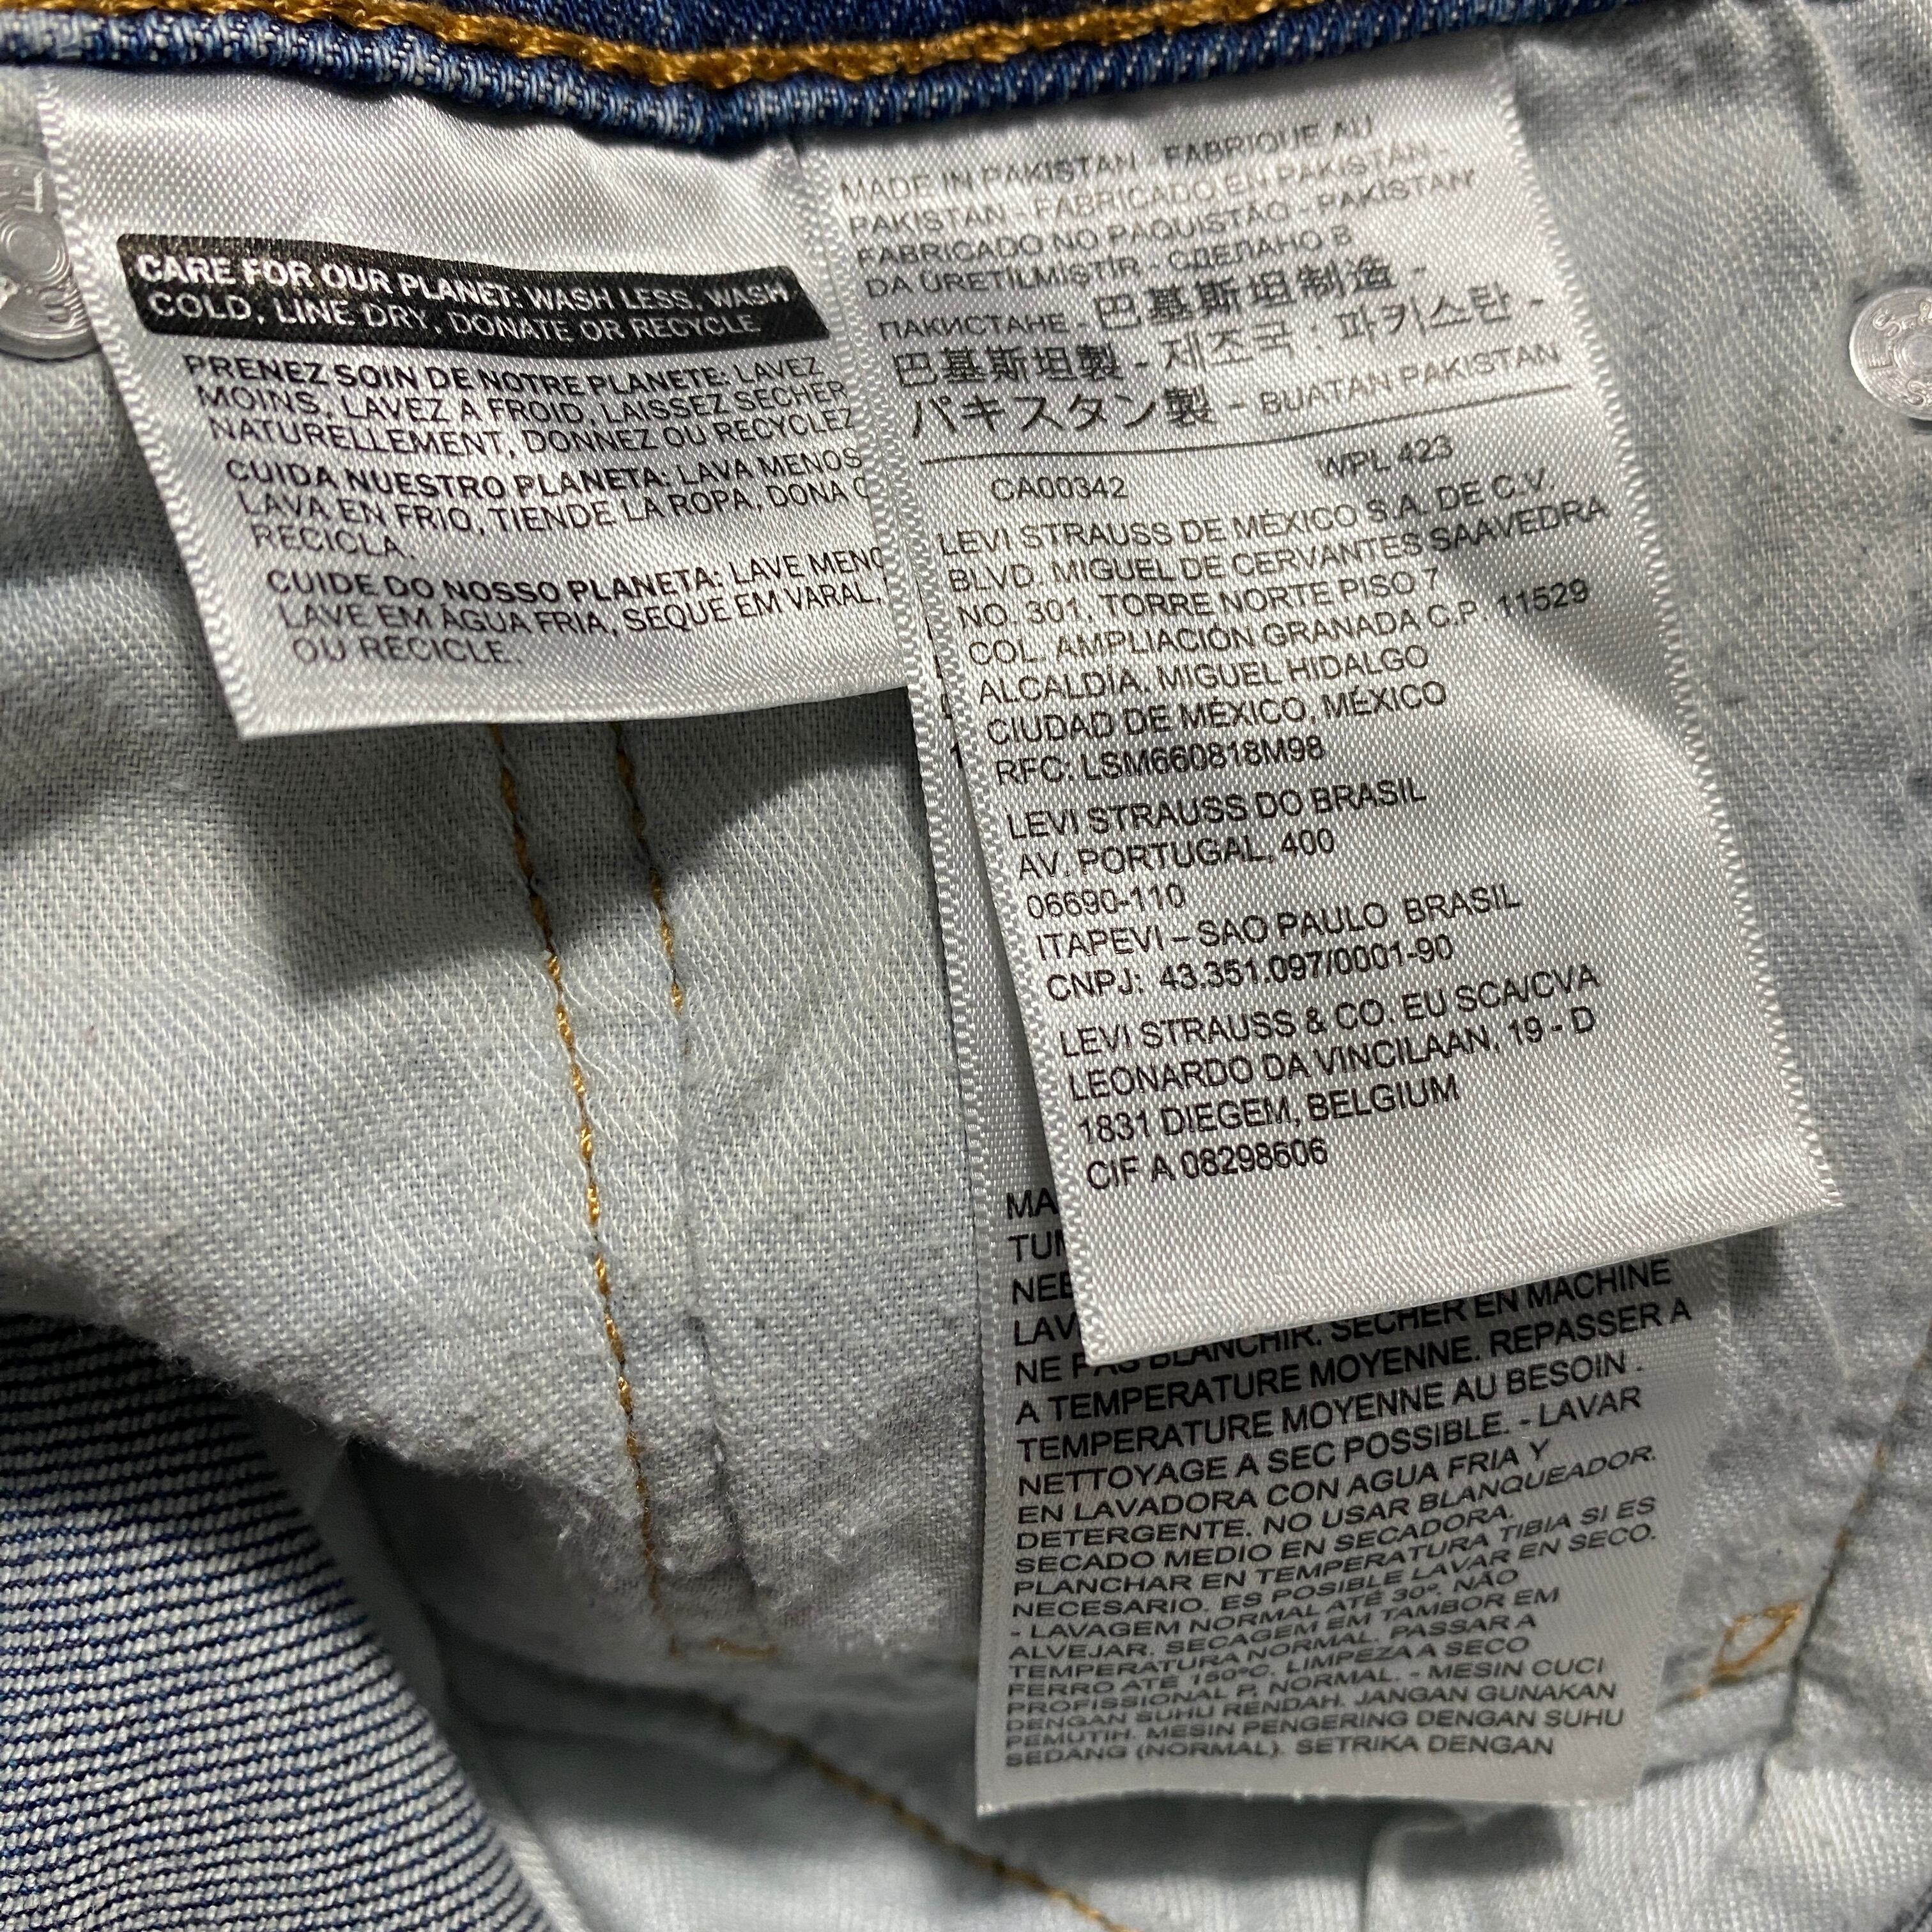 CARE FOR OUR PLANET: WASH LESS, WASH
COLD, LINE DRY, DONATE OR RECYCLE
PRENEZ SOIN DE NOTRE PLANETE: LAVEZ
MOINS, LAVEZ A FROID, LAISSEZ SECHER
NATURELLEMENT, DONNEZ OU RECYCLEZ
CUIDA NUESTRO PLANETA: LAVA MENOS
LAVA EN FRIO, TIENDE LA ROPA, DONA
RECICLA.
CUIDE DO NOSSO PLANETA: LAVE MENO
LAVE EM ÁGUA FRIA, SEQUE EM VARAL,
OU RECICLE.
MADE IN PAKISTAN - FABRIQUE AU
PAKISTAN - FABRICADO EN PAKISTÁN -
FABRICADO NO PAQUISTÃO - PAKİSTAN'
DA ÜRETİLMİŞTİR - СДЕЛАНО В
ПАКИСТАНЕ - 巴基斯坦制造 -
巴基斯坦製 - 제조국 : 파키스탄 -
パキスタン製 - BUATAN PAKISTAN
CA00342 WPL 423
LEVI STRAUSS DE MÉXICO S.A. DE C.V.
BLVD. MIGUEL DE CERVANTES SAAVEDRA
NO. 301, TORRE NORTE PISO 7
COL. AMPLIACIÓN GRANADA C.P. 11529
ALCALDÍA, MIGUEL HIDALGO
CIUDAD DE MÉXICO, MÉXICO
RFC: LSM660818M98
LEVI STRAUSS DO BRASIL
AV. PORTUGAL, 400
06690-110
ITAPEVI – SAO PAULO BRASIL
CNPJ: 43.351.097/0001-90
LEVI STRAUSS & CO. EU SCA/CVA
LEONARDO DA VINCILAAN, 19 - D
1831 DIEGEM, BELGIUM
CIF A 08298606
MA
TUM
NEE
LAV
NE PAS BLANCHIR. SECHER EN MACHINE
A TEMPERATURE MOYENNE. REPASSER A
TEMPERATURE MOYENNE AU BESOIN .
NETTOYAGE A SEC POSSIBLE. - LAVAR
EN LAVADORA CON AGUA FRIA Y
DETERGENTE. NO USAR BLANQUEADOR.
SECADO MEDIO EN SECADORA.
PLANCHAR EN TEMPERATURA TIBIA SI ES
NECESARIO. ES POSIBLE LAVAR EN SECO.
- LAVAGEM NORMAL ATÉ 30º. NÃO
ALVEJAR. SECAGEM EM TAMBOR EM
TEMPERATURA NORMAL. PASSAR A
FERRO ATÉ 150ºC. LIMPEZA A SECO
PROFISSIONAL P. NORMAL. - MESIN CUCI
DENGAN SUHU RENDAH. JANGAN GUNAKAN
PEMUTIH. MESIN PENGERING DENGAN SUHU
SEDANG (NORMAL). SETRIKA DENGAN